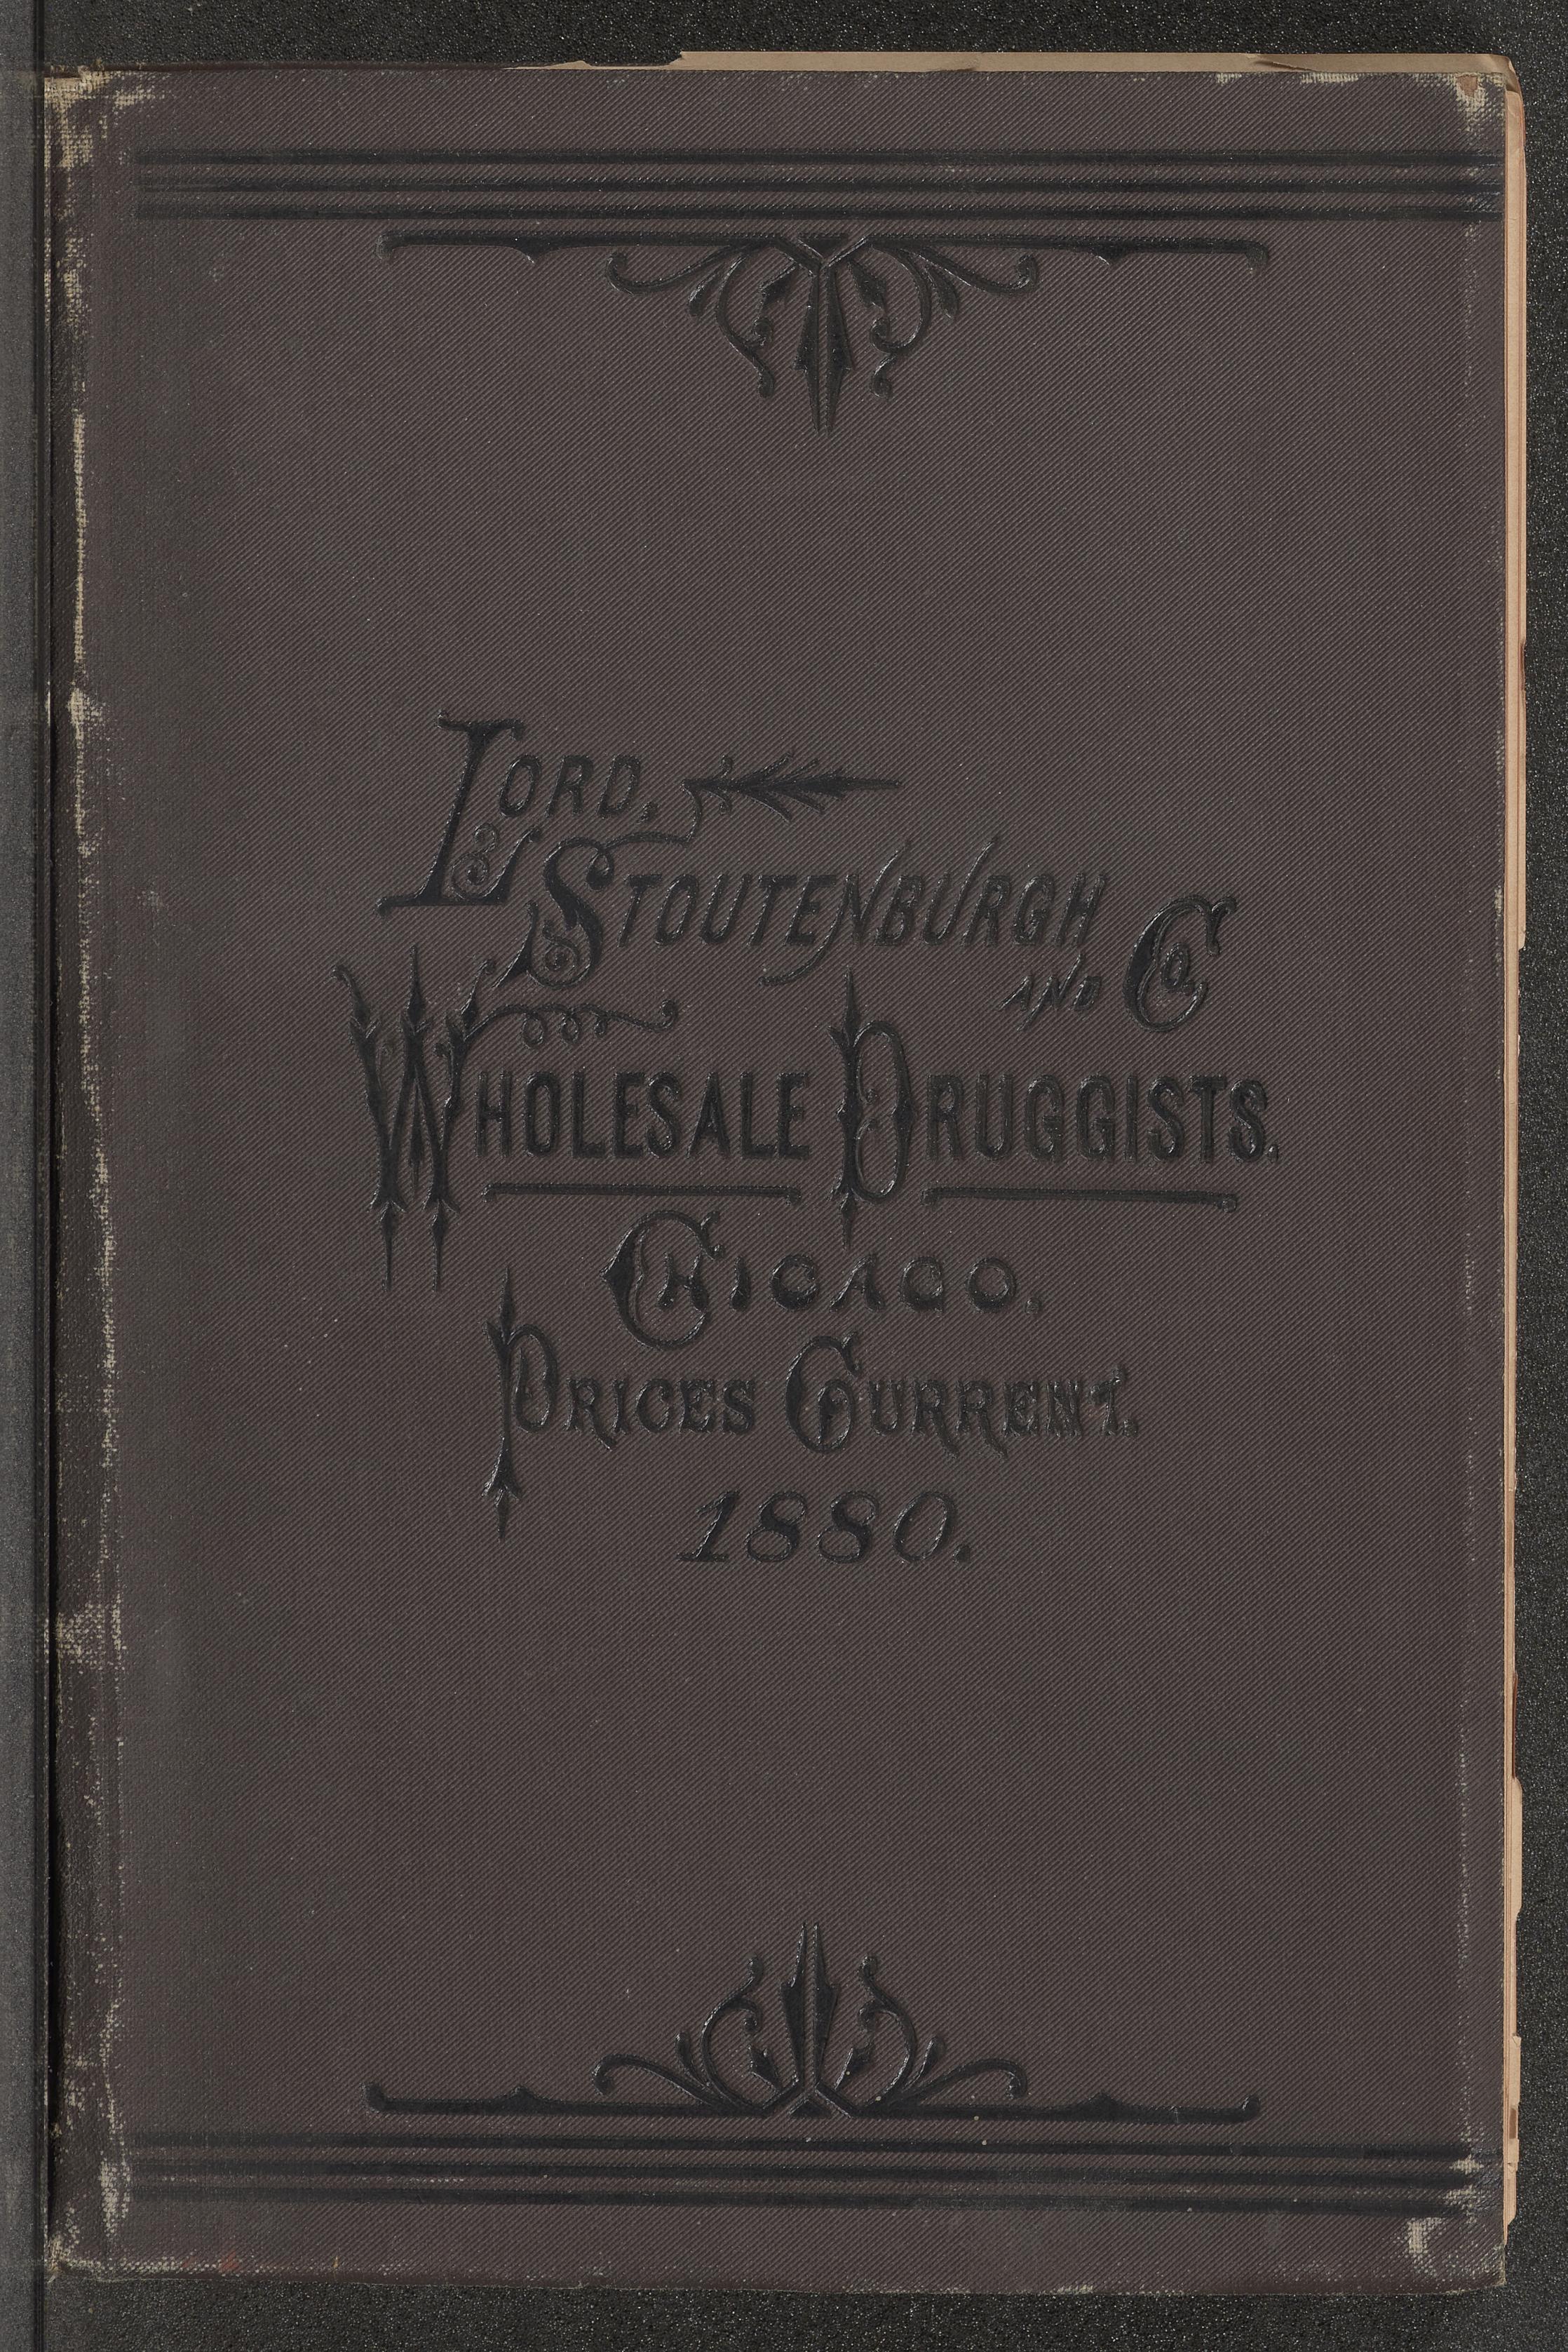 LORD,
STOUTENBURGH
AND CO
WHOLESALE DRUGGISTS.
CHICAGO.
PRICES CURRENT.
1880.